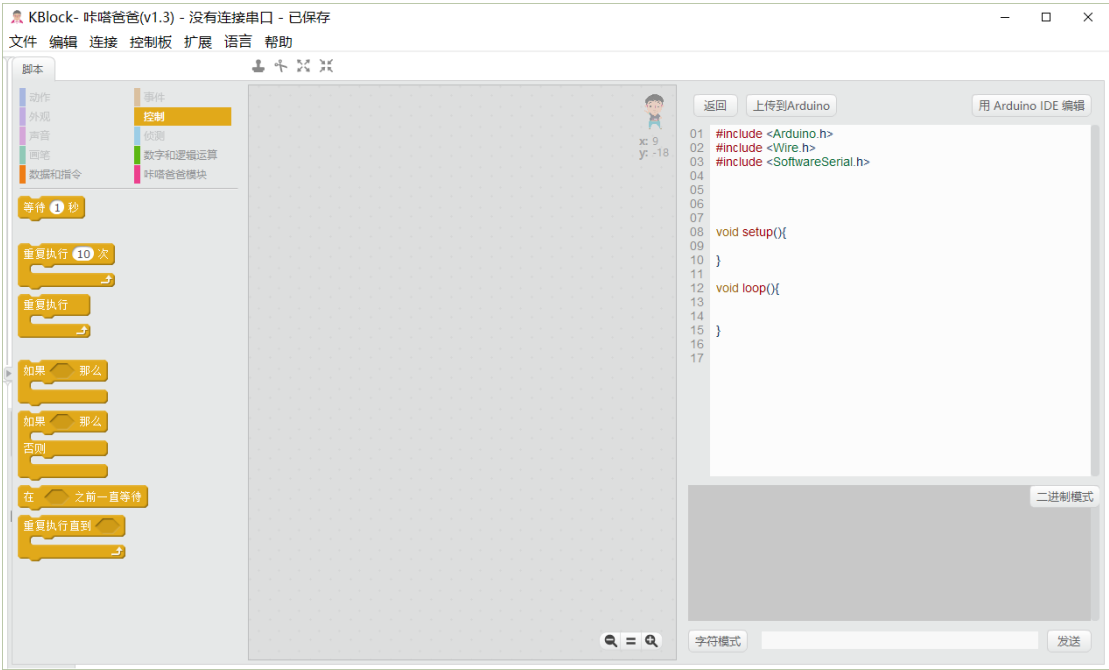 KBlock- 咔嗒爸爸(v1.3) - 没有连接串口 - 已保存
文件 编辑 连接 控制板 扩展 语言 帮助
脚本
动作 事件
外观 控制
声音 侦测
画笔 数字和逻辑运算
数据和指令 咔嗒爸爸模块
等待 1 秒
重复执行 10 次
重复执行
如果 那么
如果 那么
否则
在 之前一直等待
重复执行直到
x: 9
y: -18
返回 上传到Arduino 用 Arduino IDE 编辑
01 #include <Arduino.h>
02 #include <Wire.h>
03 #include <SoftwareSerial.h>
04
05
06
07
08 void setup(){
09
10 }
11
12 void loop(){
13
14
15 }
16
17
二进制模式
字符模式 发送